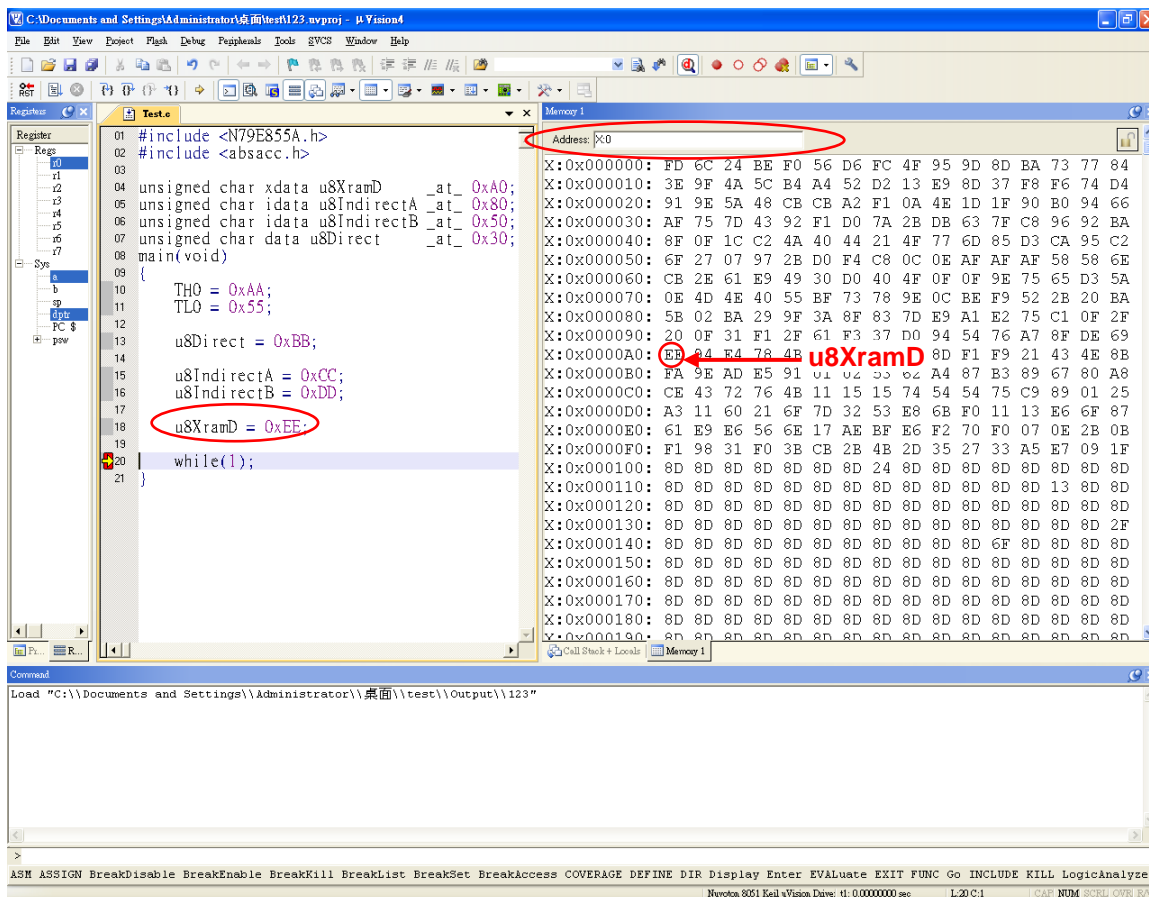 C:\Documents and Settings\Administrator\桌面\test\123.uvproj - µVision4
File Edit View Project Flash Debug Peripherals Tools SVCS Window Help
Registers
Test.c
Memory 1
Register
Regs
r0
r1
r2
r3
r4
r5
r6
r7
Sys
a
b
sp
dptr
PC $
psw
01 #include <N79E855A.h>
02 #include <absacc.h>
03
04 unsigned char xdata u8XramD _at_ 0xA0;
05 unsigned char idata u8IndirectA _at_ 0x80;
06 unsigned char idata u8IndirectB _at_ 0x50;
07 unsigned char data u8Direct _at_ 0x30;
08 main(void)
09 {
10 TH0 = 0xAA;
11 TL0 = 0x55;
12
13 u8Direct = 0xBB;
14
15 u8IndirectA = 0xCC;
16 u8IndirectB = 0xDD;
17
18 u8XramD = 0xEE;
19
20 while(1);
21 }
Address: X:0
X:0x000000: FD 6C 24 BE F0 56 D6 FC 4F 95 9D 8D BA 73 77 84
X:0x000010: 3E 9F 4A 5C B4 A4 52 D2 13 E9 8D 37 F8 F6 74 D4
X:0x000020: 91 9E 5A 48 CB CB A2 F1 0A 4E 1D 1F 90 B0 94 66
X:0x000030: AF 75 7D 43 92 F1 D0 7A 2B DB 63 7F C8 96 92 BA
X:0x000040: 8F 0F 1C C2 4A 40 44 21 4F 77 6D 85 D3 CA 95 C2
X:0x000050: 6F 27 07 97 2B D0 F4 C8 0C 0E AF AF AF 58 58 6E
X:0x000060: CB 2E 61 E9 49 30 D0 40 4F 0F 0F 9E 75 65 D3 5A
X:0x000070: 0E 4D 4E 40 55 BF 73 78 9E 0C BE F9 52 2B 20 BA
X:0x000080: 5B 02 BA 29 9F 3A 8F 83 7D E9 A1 E2 75 C1 0F 2F
X:0x000090: 20 0F 31 F1 2F 61 F3 37 D0 94 54 76 A7 8F DE 69
X:0x0000A0: EE 94 E4 78 4B u8XramD 8D F1 F9 21 43 4E 8B
X:0x0000B0: FA 9E AD E5 91 01 02 53 62 A4 87 B3 89 67 80 A8
X:0x0000C0: CE 43 72 76 4B 11 15 15 74 54 54 75 C9 89 01 25
X:0x0000D0: A3 11 60 21 6F 7D 32 53 E8 6B F0 11 13 E6 6F 87
X:0x0000E0: 61 E9 E6 56 6E 17 AE BF E6 F2 70 F0 07 0E 2B 0B
X:0x0000F0: F1 98 31 F0 3B CB 2B 4B 2D 35 27 33 A5 E7 09 1F
X:0x000100: 8D 8D 8D 8D 8D 8D 8D 24 8D 8D 8D 8D 8D 8D 8D 8D
X:0x000110: 8D 8D 8D 8D 8D 8D 8D 8D 8D 8D 8D 8D 8D 13 8D 8D
X:0x000120: 8D 8D 8D 8D 8D 8D 8D 8D 8D 8D 8D 8D 8D 8D 8D 8D
X:0x000130: 8D 8D 8D 8D 8D 8D 8D 8D 8D 8D 8D 8D 8D 8D 8D 2F
X:0x000140: 8D 8D 8D 8D 8D 8D 8D 8D 8D 8D 8D 6F 8D 8D 8D 8D
X:0x000150: 8D 8D 8D 8D 8D 8D 8D 8D 8D 8D 8D 8D 8D 8D 8D 8D
X:0x000160: 8D 8D 8D 8D 8D 8D 8D 8D 8D 8D 8D 8D 8D 8D 8D 8D
X:0x000170: 8D 8D 8D 8D 8D 8D 8D 8D 8D 8D 8D 8D 8D 8D 8D 8D
X:0x000180: 8D 8D 8D 8D 8D 8D 8D 8D 8D 8D 8D 8D 8D 8D 8D 8D
X:0x000190: 8D 8D 8D 8D 8D 8D 8D 8D 8D 8D 8D 8D 8D 8D 8D 8D
Pr... R...
Call Stack + Locals Memory 1
Command
Load "C:\\Documents and Settings\\Administrator\\桌面\\test\\Output\\123"
>
ASM ASSIGN BreakDisable BreakEnable BreakKill BreakList BreakSet BreakAccess COVERAGE DEFINE DIR Display Enter EVALuate EXIT FUNC Go INCLUDE KILL LogicAnalyze
Nuvoton 8051 Keil uVision Drive: t1: 0.00000000 sec L:20 C:1 CAP NUM SCRL OVR R/